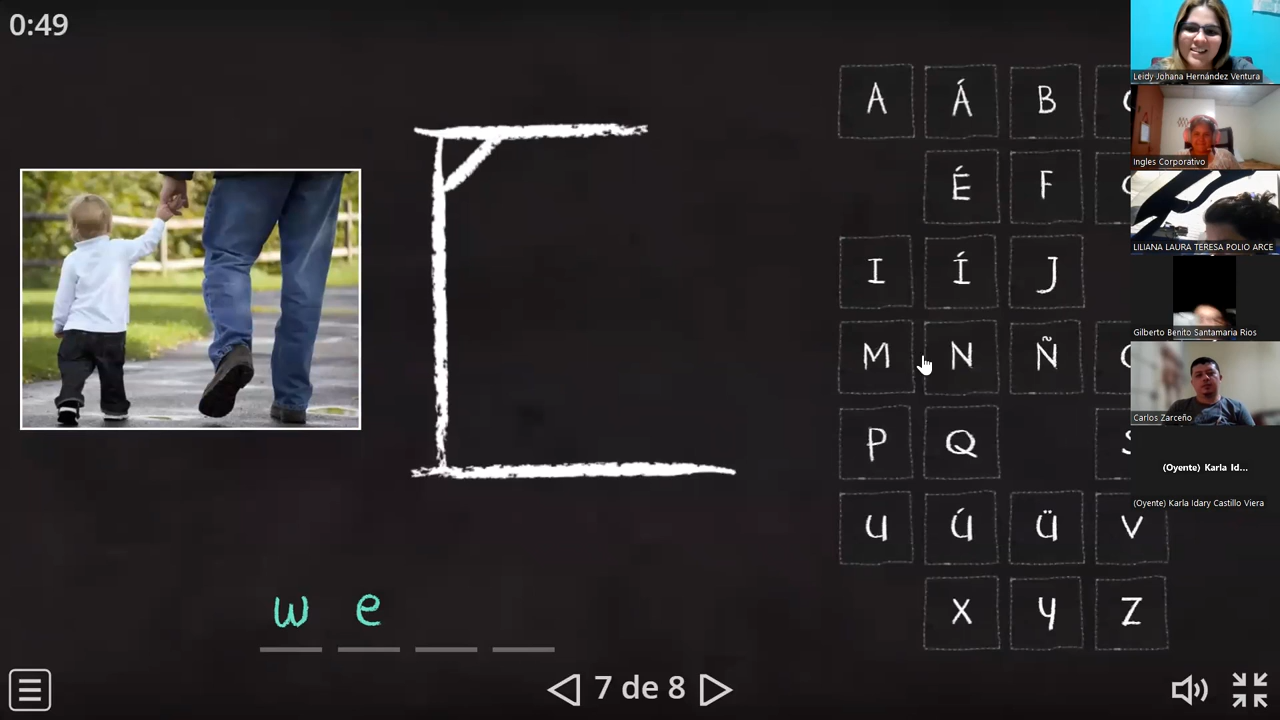 0:49
A Á B
É F
I Í J
M N Ñ
P Q
U Ú Ü V
X Y Z
w e
7 de 8
Leidy Johana Hernández Ventura
Ingles Corporativo
LILIANA LAURA TERESA POLIO ARCE
Gilberto Benito Santamaria Rios
Carlos Zarceño
(Oyente) Karla Id...
(Oyente) Karla Idary Castillo Viera